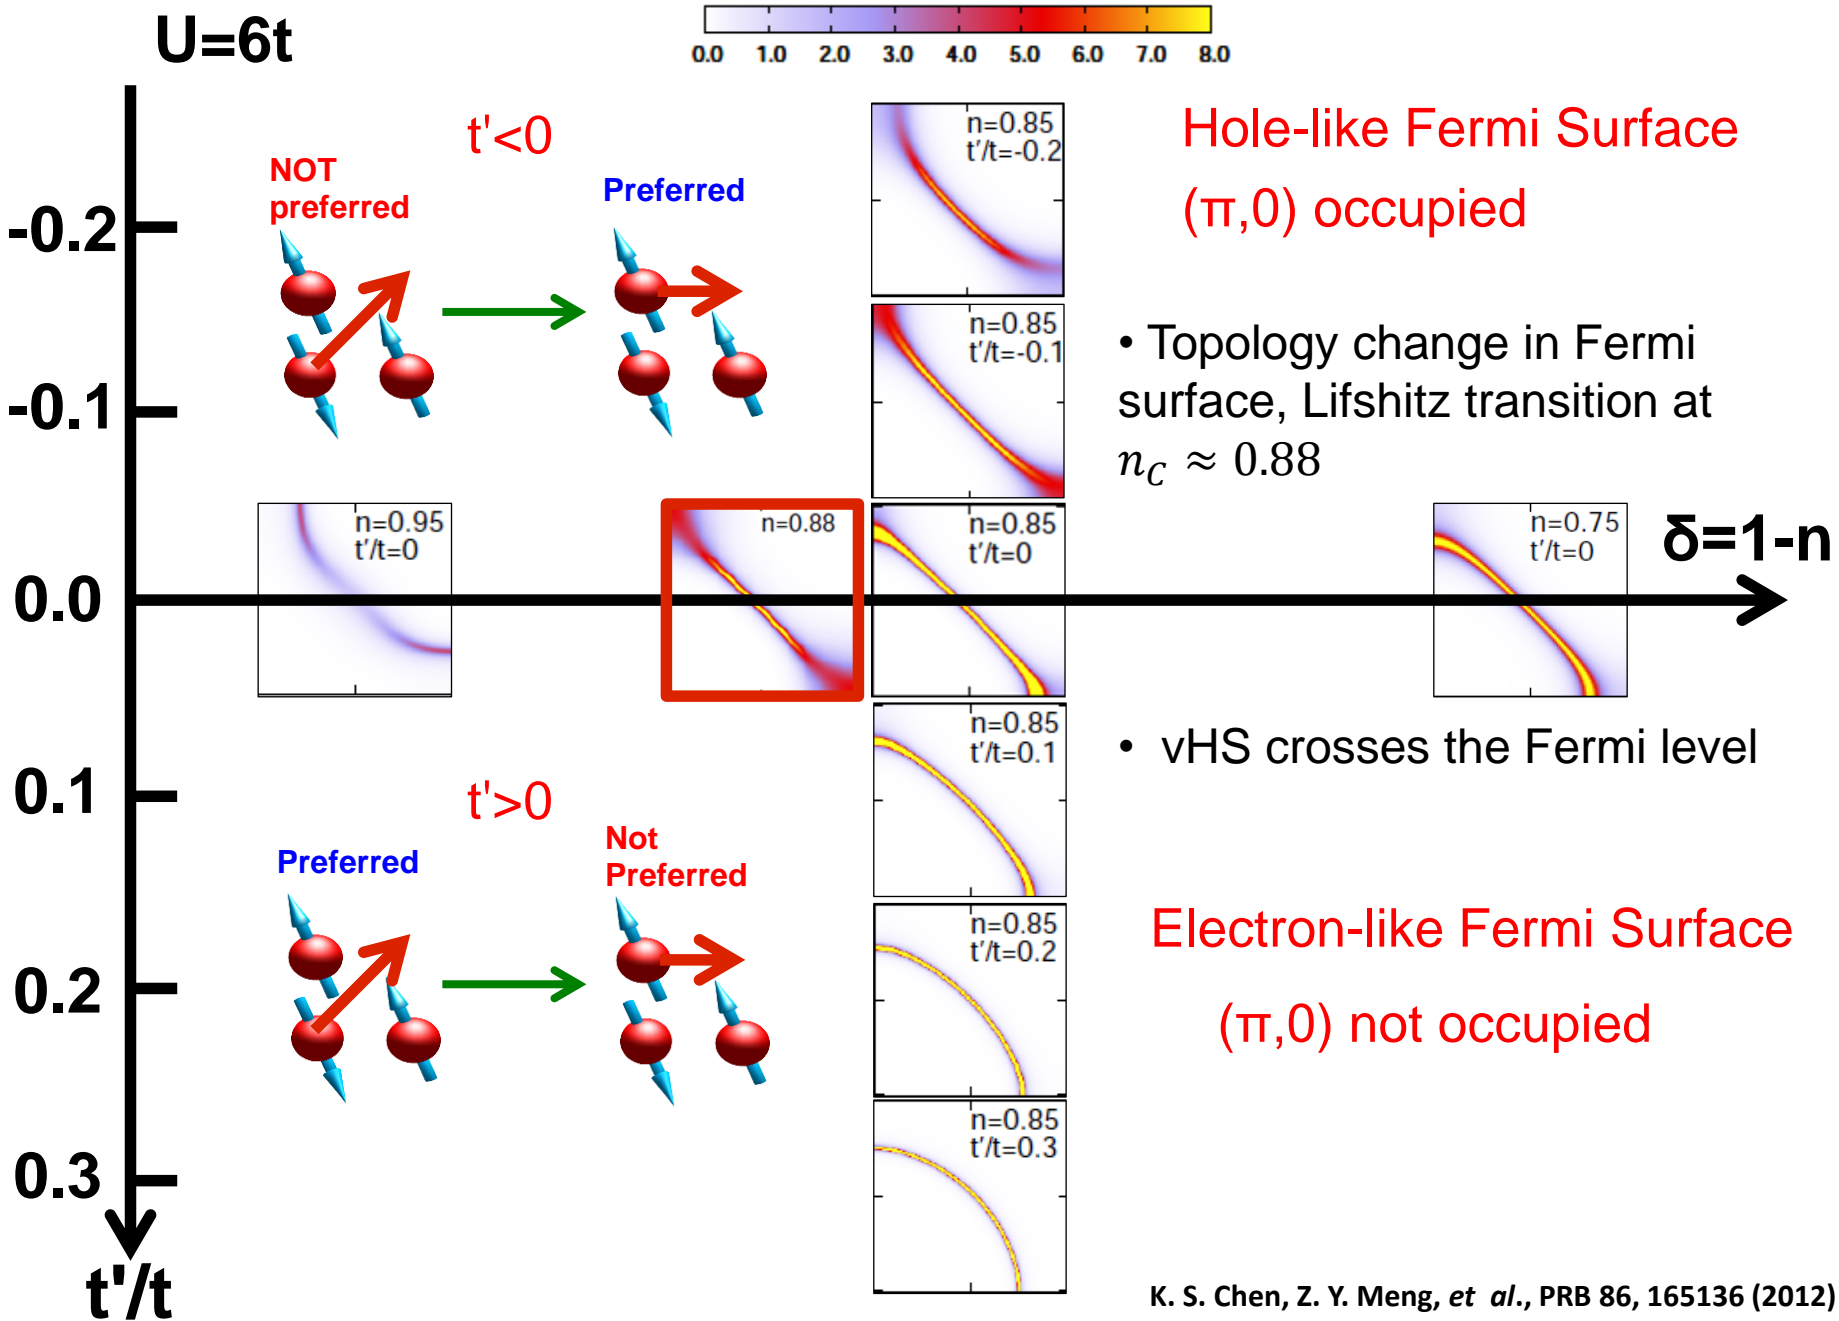 U=6t
0.0 1.0 2.0 3.0 4.0 5.0 6.0 7.0 8.0
t'<0
NOT
preferred
Preferred
n=0.85
t'/t=-0.2
Hole-like Fermi Surface
(π,0) occupied
-0.2
n=0.85
t'/t=-0.1
• Topology change in Fermi
surface, Lifshitz transition at
n_C ≈ 0.88
-0.1
n=0.95
t'/t=0
n=0.88
n=0.85
t'/t=0
n=0.75
t'/t=0
δ=1-n
0.0
n=0.85
t'/t=0.1
• vHS crosses the Fermi level
0.1
t'>0
Preferred
Not
Preferred
n=0.85
t'/t=0.2
Electron-like Fermi Surface
(π,0) not occupied
0.2
n=0.85
t'/t=0.3
0.3
t'/t
K. S. Chen, Z. Y. Meng, et al., PRB 86, 165136 (2012)